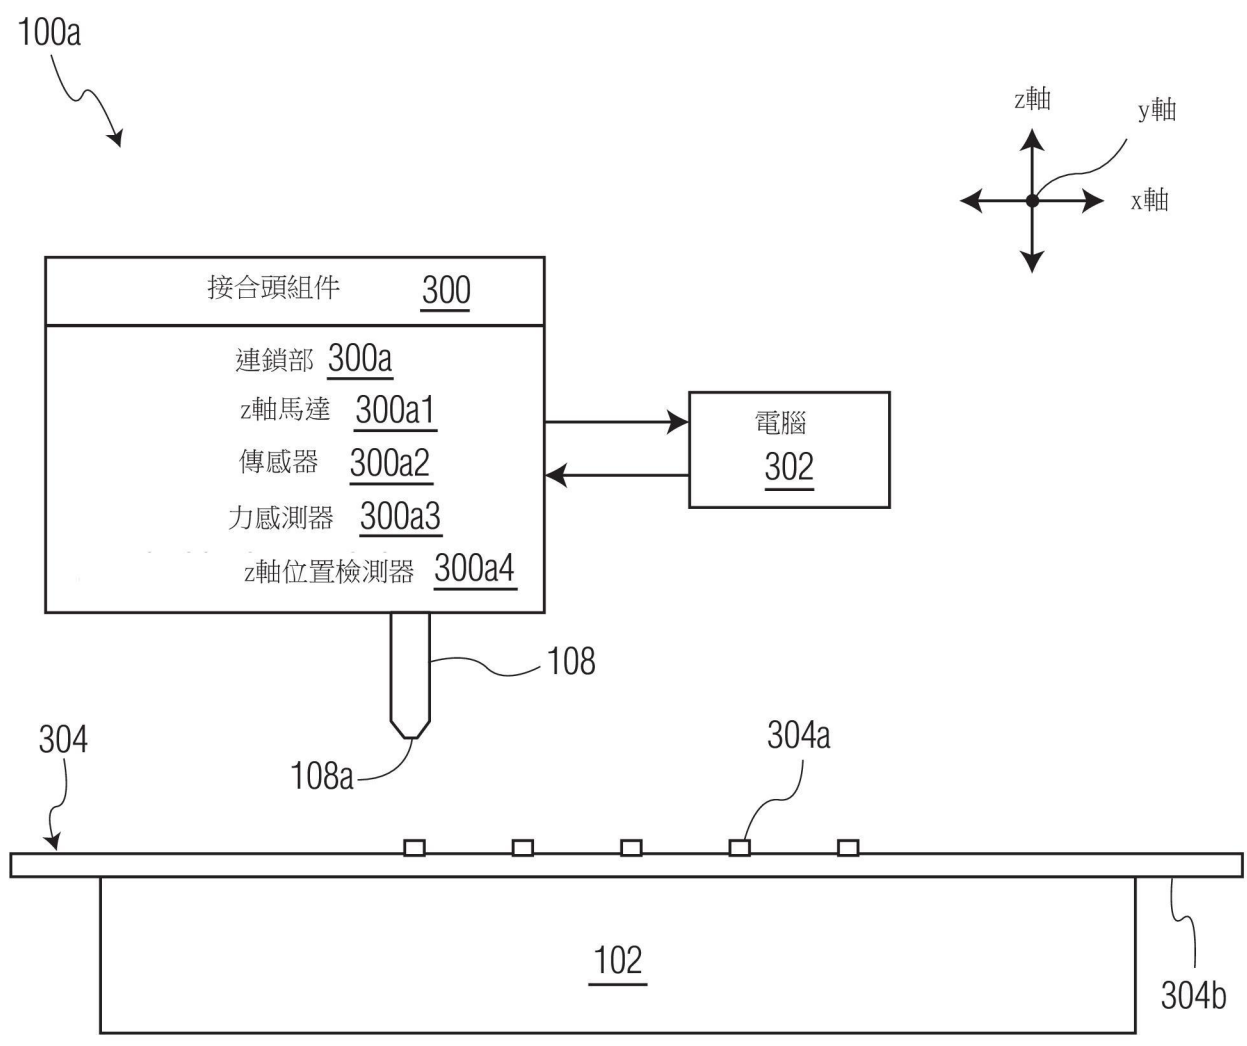 100a
z軸
y軸
x軸
接合頭組件 300
連鎖部 300a
z軸馬達 300a1
傳感器 300a2
力感測器 300a3
z軸位置檢測器 300a4
電腦
302
108
108a
304
304a
102
304b